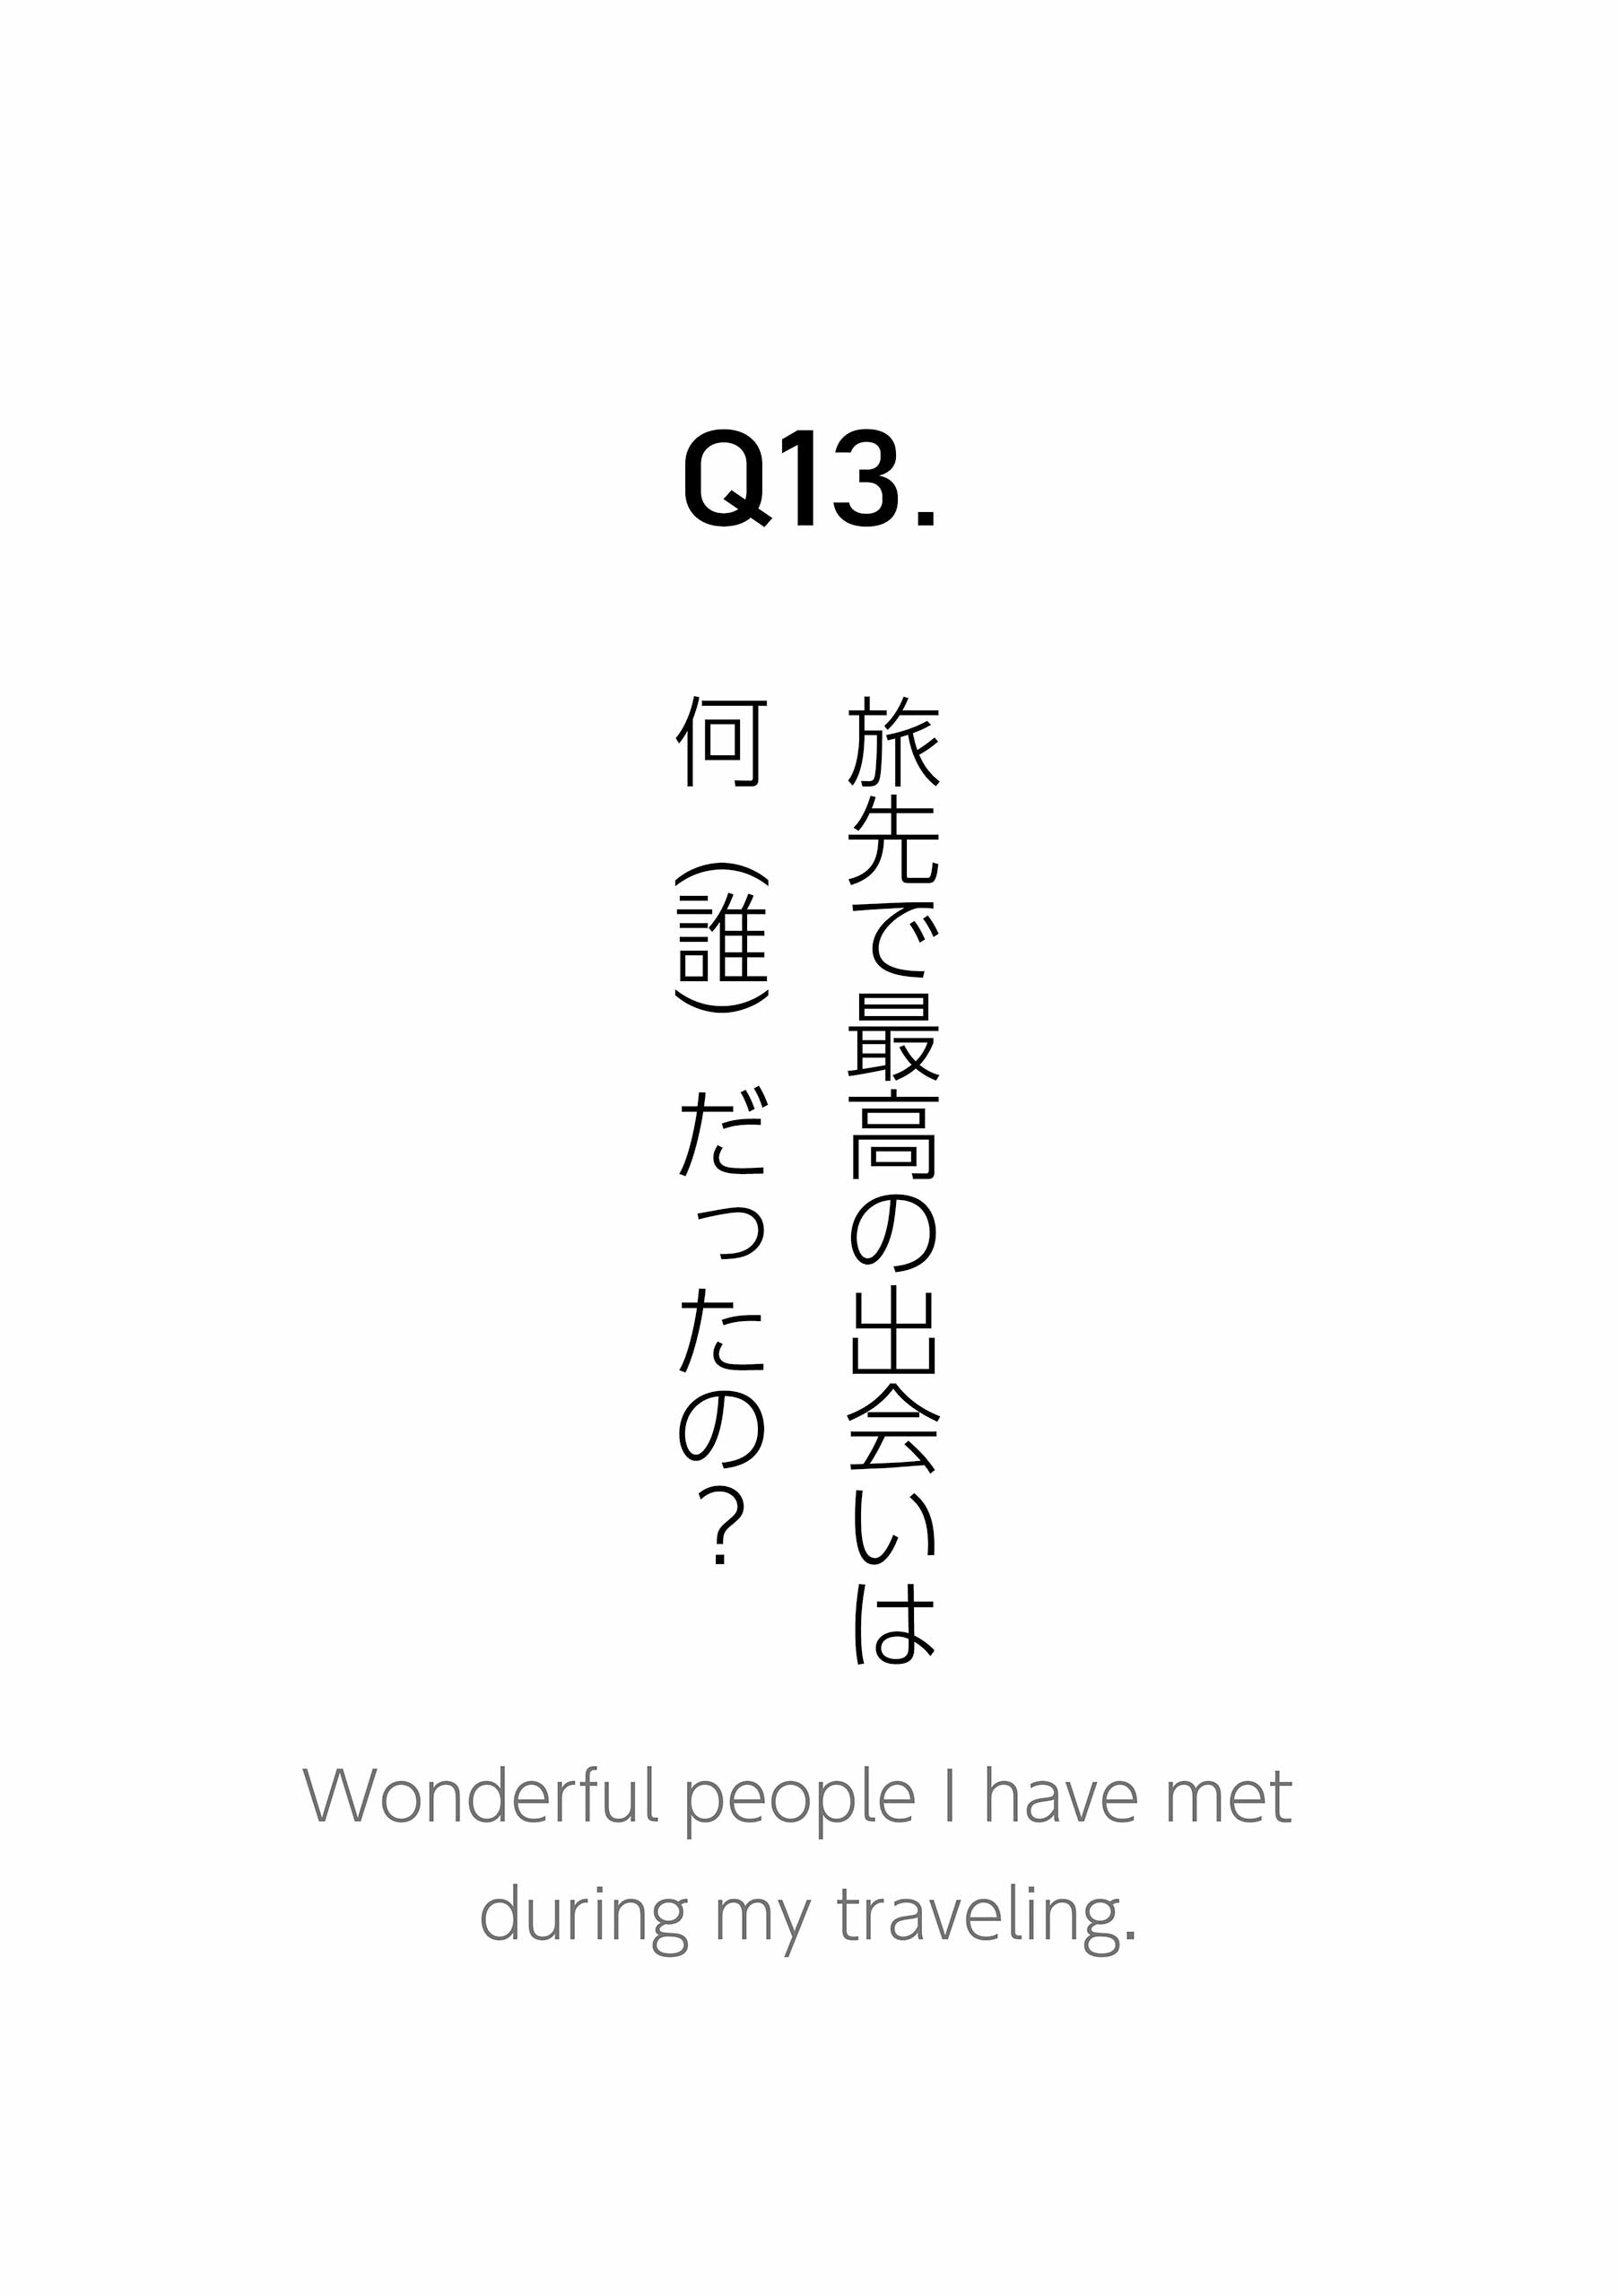 Q13.
旅先で最高の出会いは
何(誰)だったの?
Wonderful people I have met
during my traveling.